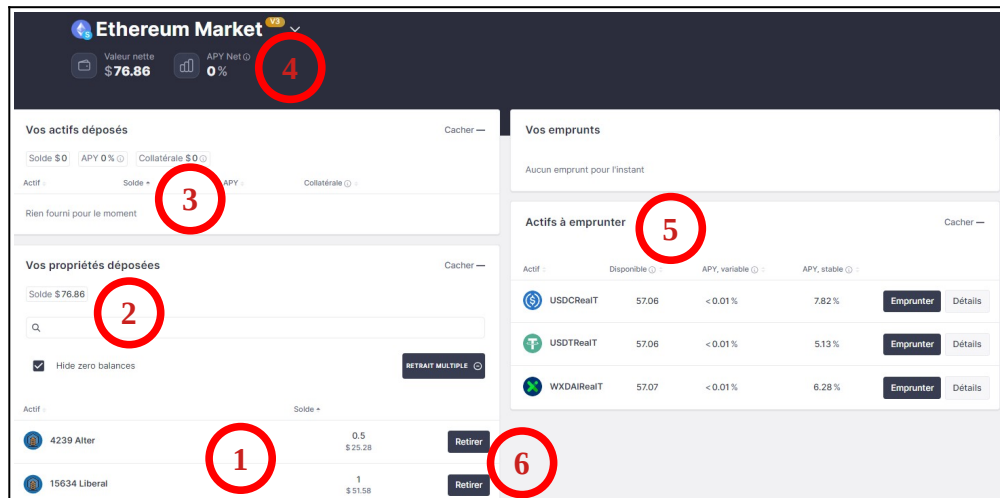 Ethereum Market V3
Valeur nette
$76.86
APY Net
0%
4
Vos actifs déposés
Cacher —
Solde $0
APY 0%
Collatérale $0
Actif
Solde
APY
Collatérale
3
Rien fourni pour le moment
Vos propriétés déposées
Cacher —
Solde $76.86
2
Hide zero balances
RETRAIT MULTIPLE
Actif
Solde
4239 Alter
0.5
$25.28
Retirer
1
15634 Liberal
1
$51.58
Retirer
6
Vos emprunts
Aucun emprunt pour l'instant
Actifs à emprunter
5
Cacher —
Actif
Disponible
APY, variable
APY, stable
USDCRealT 57.06 <0.01% 7.82% Emprunter Détails
USDTRealT 57.06 <0.01% 5.13% Emprunter Détails
WXDAIRealT 57.07 <0.01% 6.28% Emprunter Détails